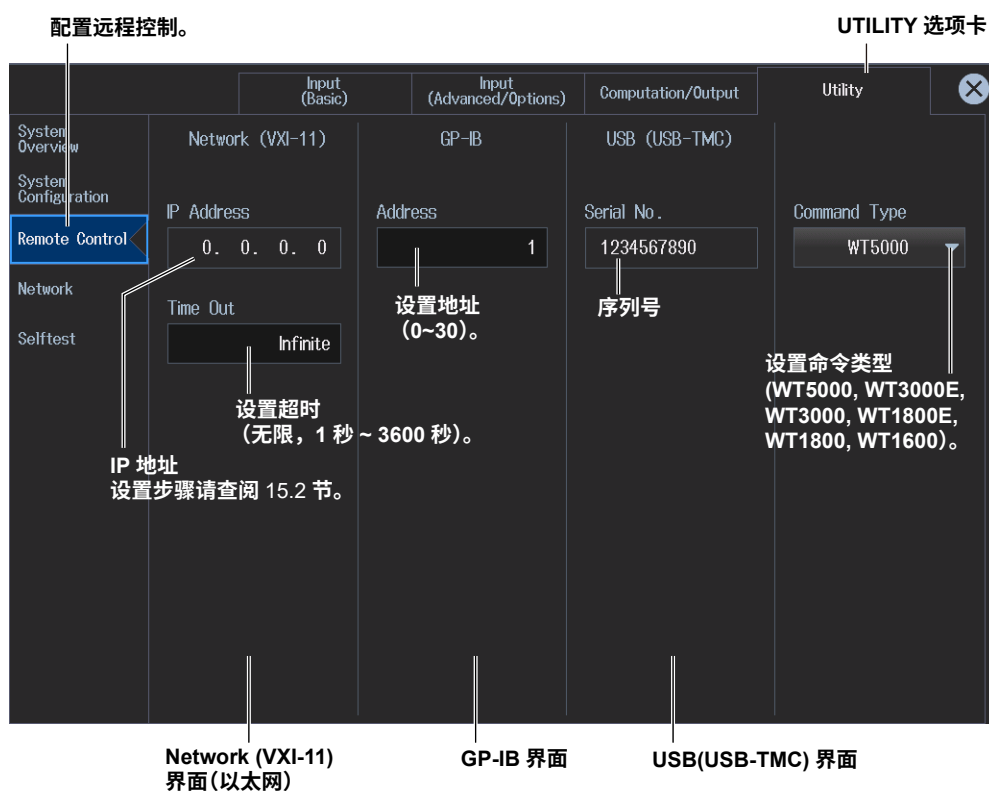 配置远程控制。
UTILITY 选项卡
Input
(Basic)
Input
(Advanced/Options)
Computation/Output
Utility
System
Overview
System
Configuration
Remote Control
Network
Selftest
Network (VXI-11)
IP Address
0. 0. 0. 0
Time Out
Infinite
设置超时
（无限，1 秒 ~ 3600 秒）。
IP 地址
设置步骤请查阅 15.2 节。
GP-IB
Address
1
设置地址
（0~30）。
USB (USB-TMC)
Serial No.
1234567890
序列号
Command Type
WT5000
设置命令类型
(WT5000, WT3000E,
WT3000, WT1800E,
WT1800, WT1600）。
Network (VXI-11)
界面（以太网）
GP-IB 界面
USB(USB-TMC) 界面